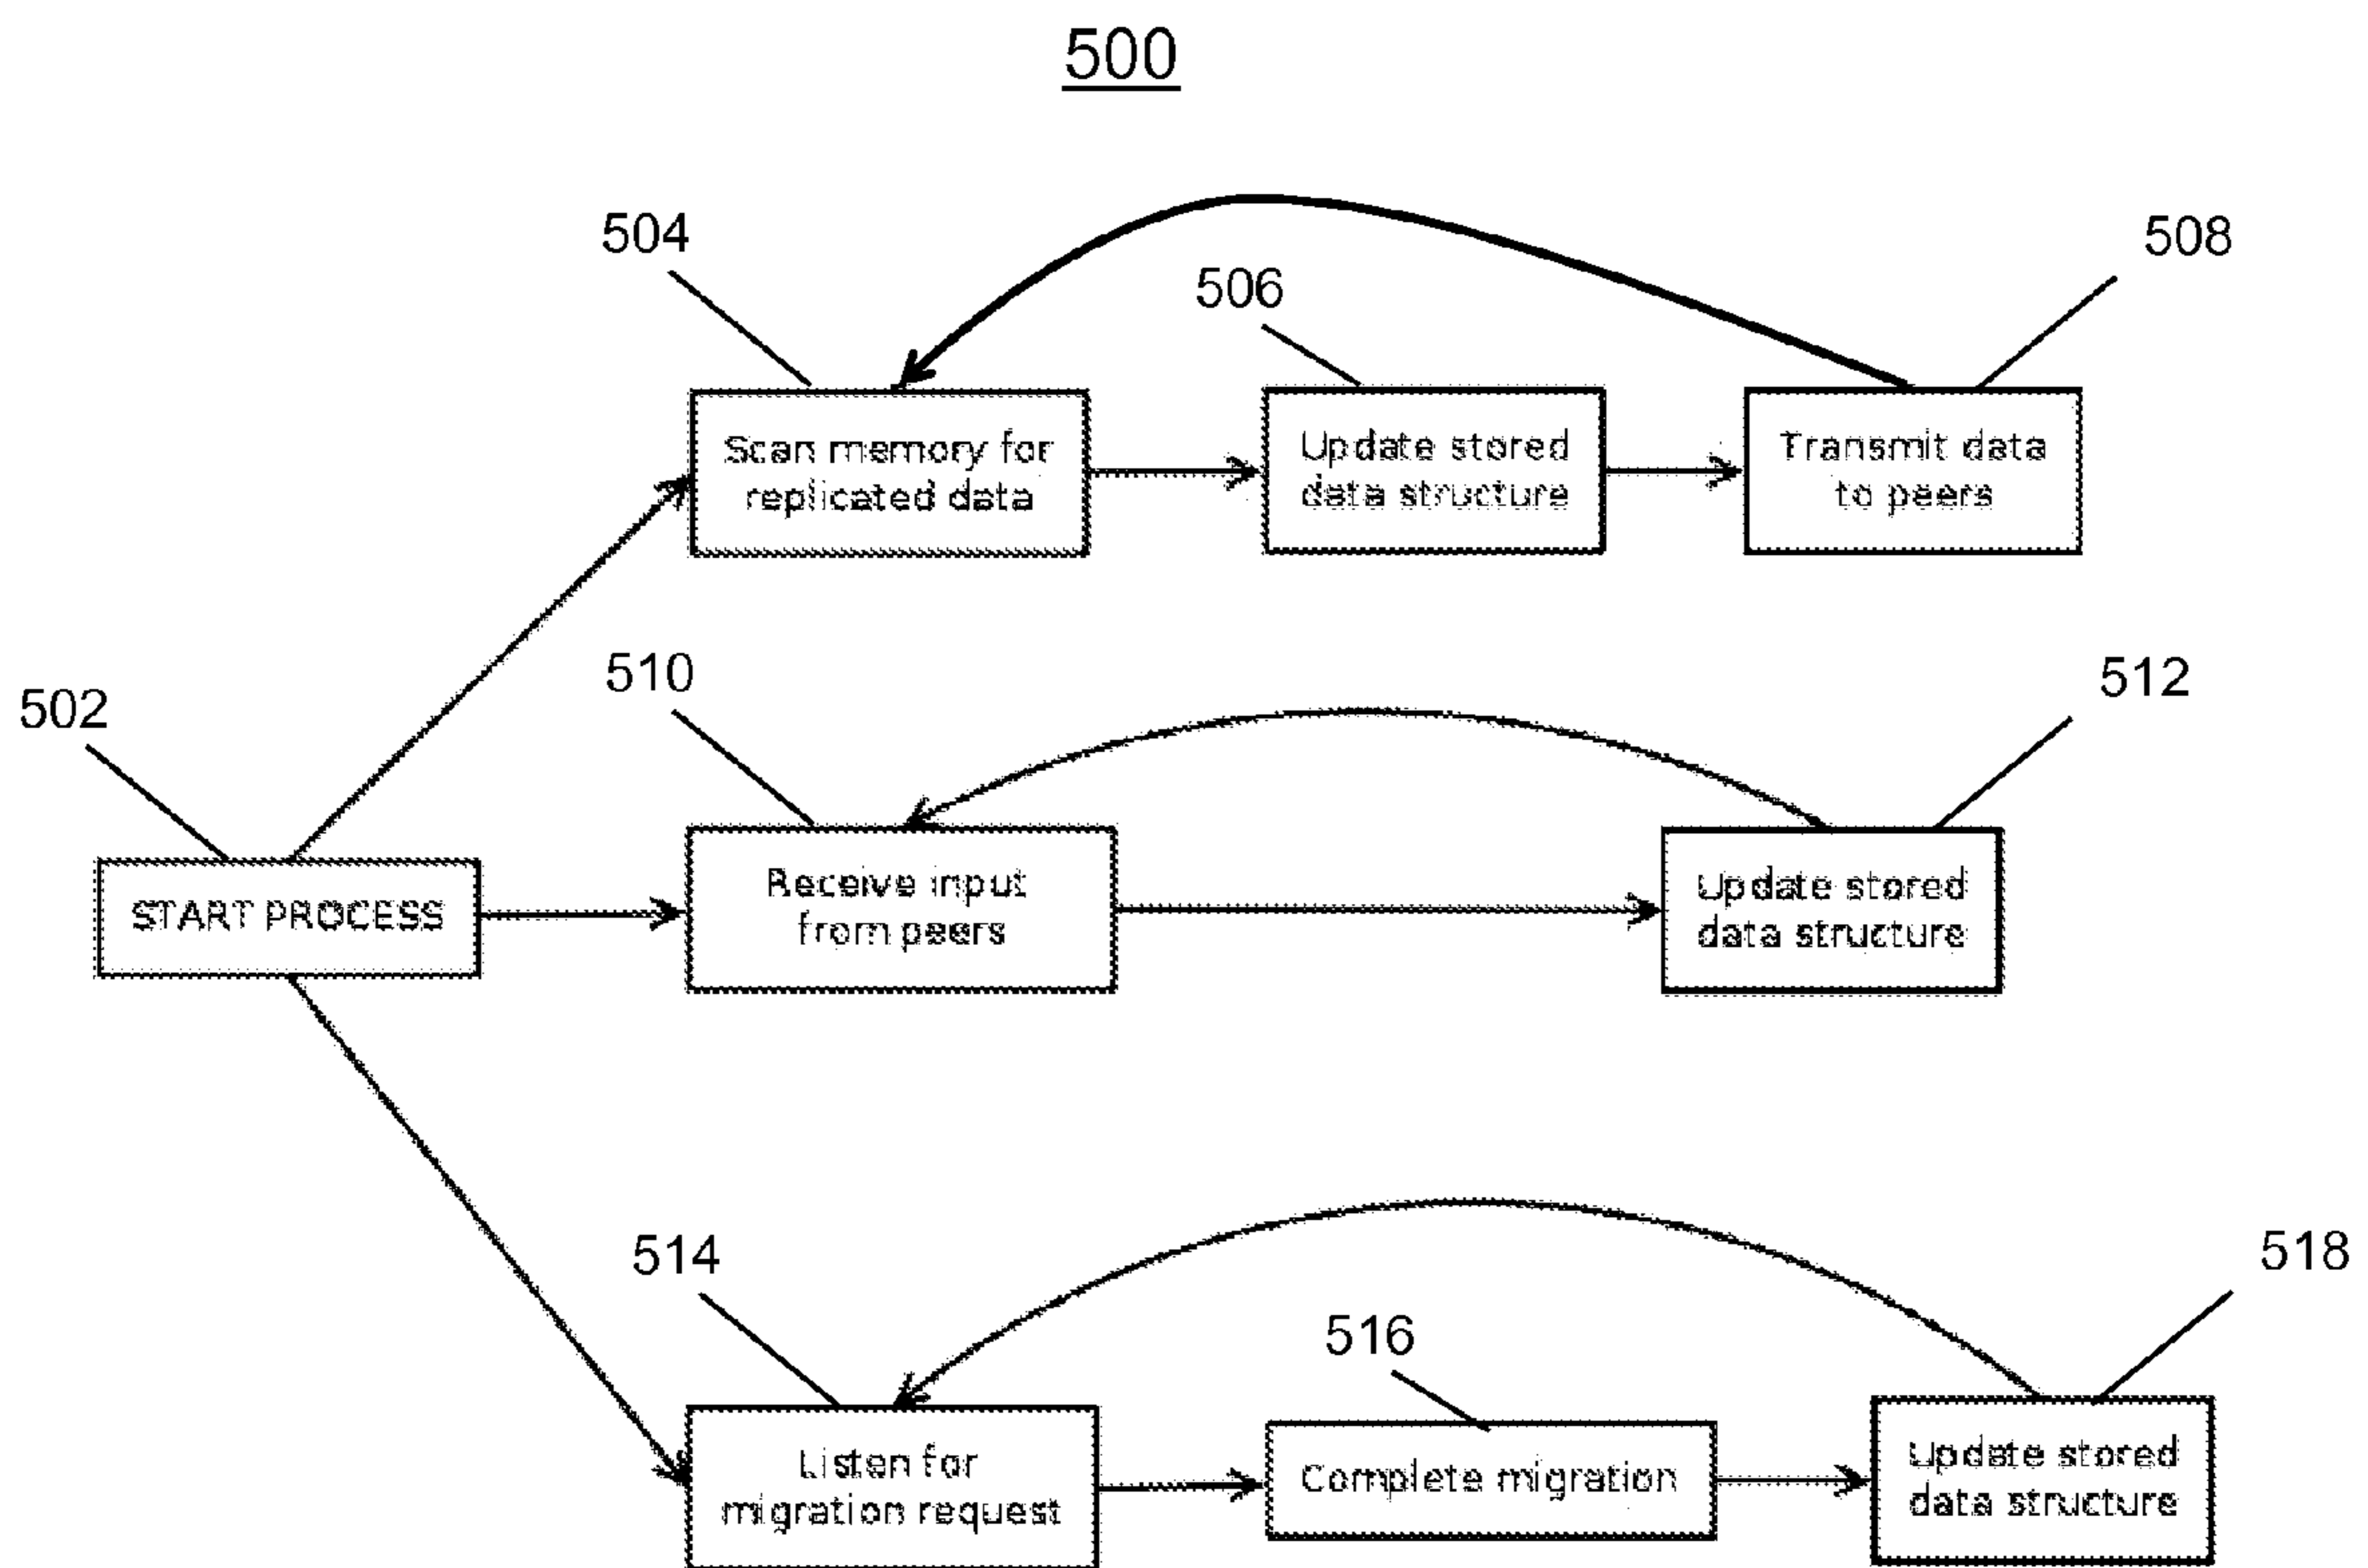 500
504
506
508
Scan memory for
replicated data
Update stored
data structure
Transmit data
to peers
502
510
512
START PROCESS
Receive input
from peers
Update stored
data structure
514
516
518
Listen for
migration request
Complete migration
Update stored
data structure